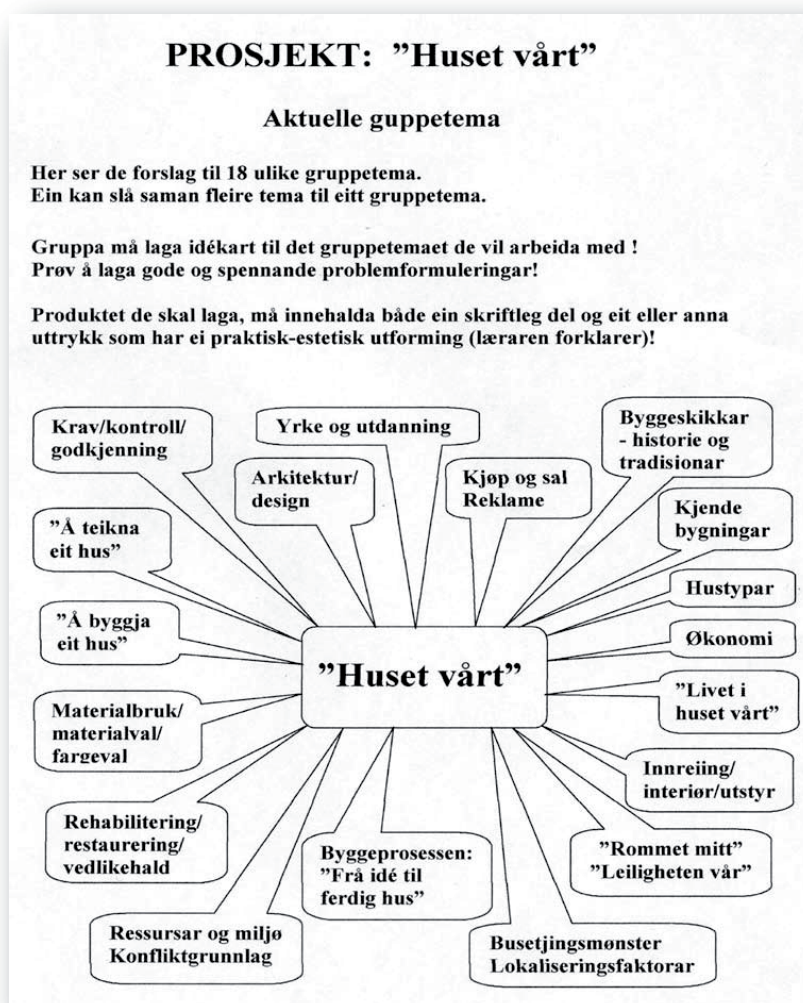 PROSJEKT: ”Huset vårt”
Aktuelle guppetema
Her ser de forslag til 18 ulike gruppetema.
Ein kan slå saman fleire tema til eitt gruppetema.
Gruppa må laga idékart til det gruppetemaet de vil arbeida med !
Prøv å laga gode og spennande problemformuleringar!
Produktet de skal laga, må innehalda både ein skriftleg del og eit eller anna
uttrykk som har ei praktisk-estetisk utforming (læraren forklarer)!
Krav/kontroll/
godkjenning
Yrke og utdanning
Byggeskikkar
- historie og
tradisionar
Arkitektur/
design
Kjøp og sal
Reklame
Kjende
bygningar
”Å teikna
eit hus”
Hustypar
”Å byggja
eit hus”
Økonomi
”Huset vårt”
”Livet i
huset vårt”
Materialbruk/
materialval/
fargeval
Innreiing/
interiør/utstyr
Rehabilitering/
restaurering/
vedlikehald
Byggeprosessen:
”Frå idé til
ferdig hus”
”Rommet mitt”
”Leiligheten vår”
Ressursar og miljø
Konfliktgrunnlag
Busetjingsmønster
Lokaliseringsfaktorar